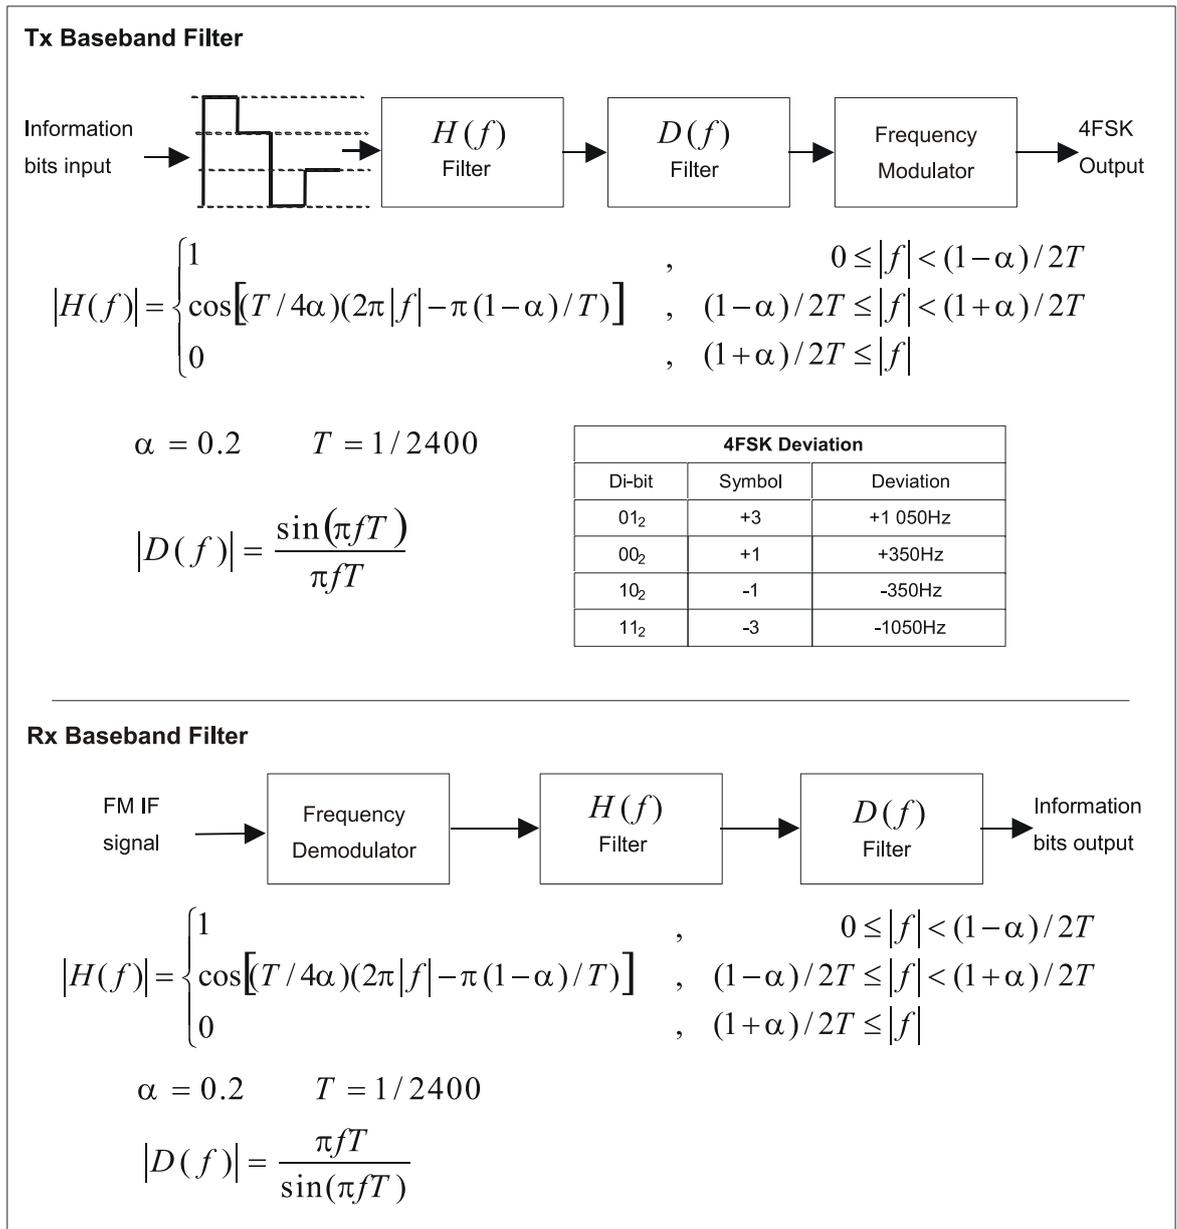 Tx Baseband Filter
Information
bits input
H(f)
Filter
D(f)
Filter
Frequency
Modulator
4FSK
Output
|H(f)| = { 1 , 0 ≤ |f| < (1−α)/2T
cos[(T/4α)(2π|f|−π(1−α)/T)] , (1−α)/2T ≤ |f| < (1+α)/2T
0 , (1+α)/2T ≤ |f|
α = 0.2 T = 1/2400
|D(f)| = sin(πfT) / πfT
4FSK Deviation
Di-bit Symbol Deviation
01₂ +3 +1 050Hz
00₂ +1 +350Hz
10₂ -1 -350Hz
11₂ -3 -1050Hz
Rx Baseband Filter
FM IF
signal
Frequency
Demodulator
H(f)
Filter
D(f)
Filter
Information
bits output
|H(f)| = { 1 , 0 ≤ |f| < (1−α)/2T
cos[(T/4α)(2π|f|−π(1−α)/T)] , (1−α)/2T ≤ |f| < (1+α)/2T
0 , (1+α)/2T ≤ |f|
α = 0.2 T = 1/2400
|D(f)| = πfT / sin(πfT)